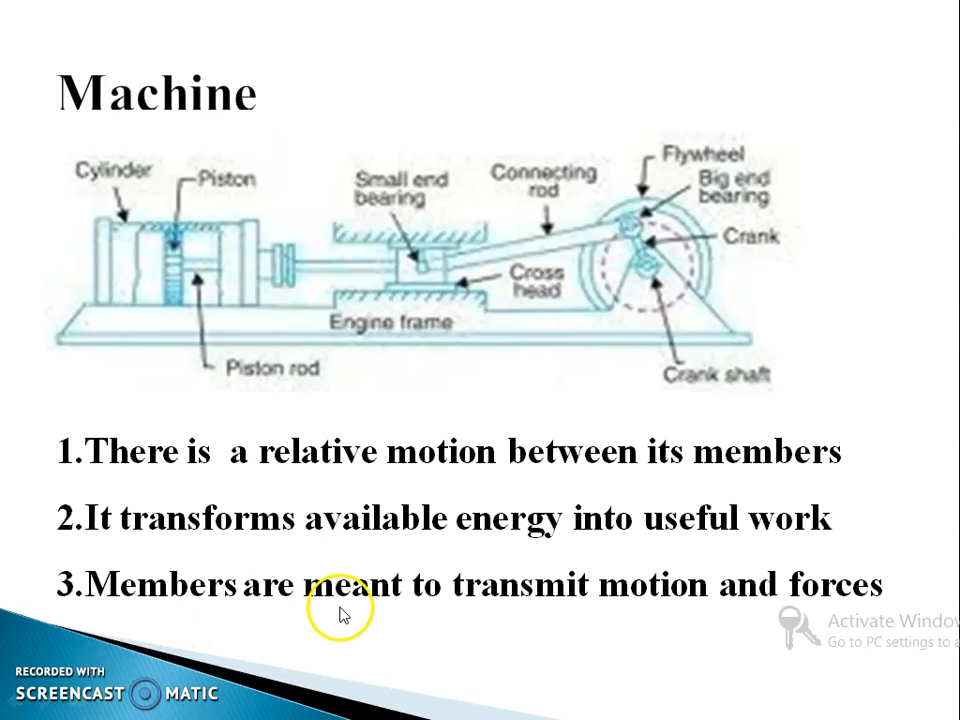 Machine
Cylinder
Piston
Small end
bearing
Connecting
rod
Flywheel
Big end
bearing
Crank
Cross
head
Engine frame
Piston rod
Crank shaft
1.There is a relative motion between its members
2.It transforms available energy into useful work
3.Members are meant to transmit motion and forces
Activate Windo
Go to PC settings to a
RECORDED WITH
SCREENCAST MATIC